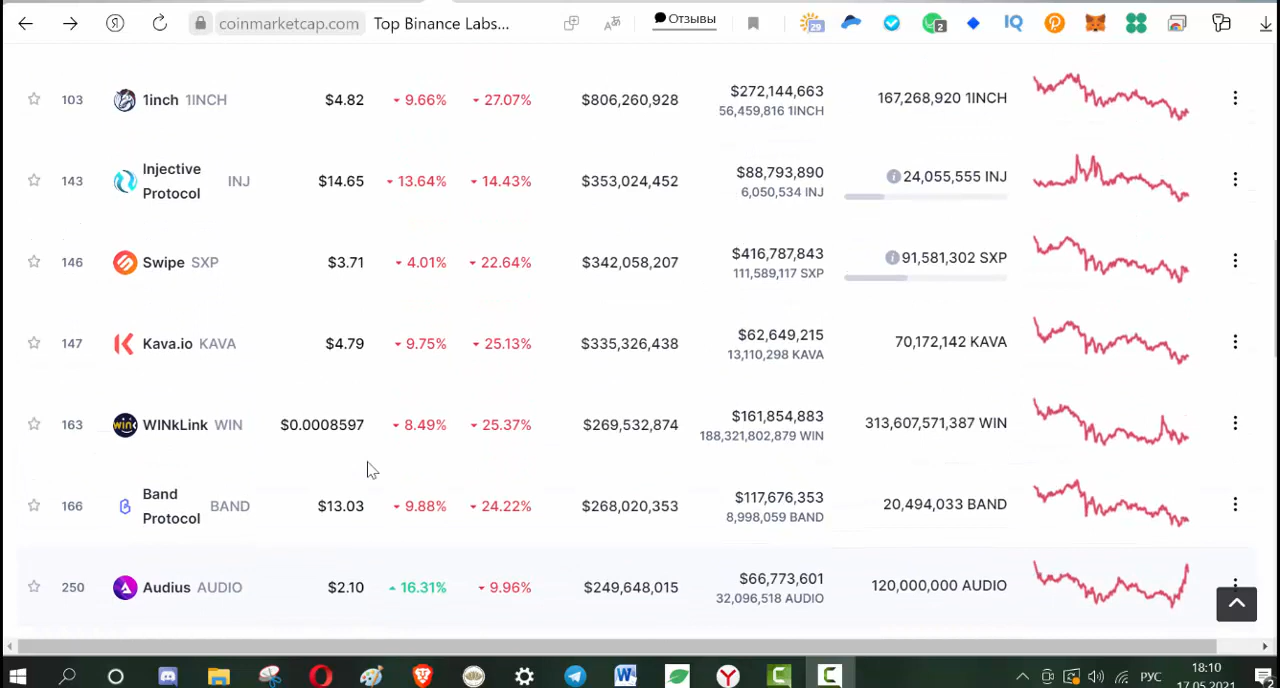 coinmarketcap.com Top Binance Labs... Отзывы 29 2 IQ
103 1inch 1INCH $4.82 9.66% 27.07% $806,260,928 $272,144,663 167,268,920 1INCH
56,459,816 1INCH
143 Injective INJ $14.65 13.64% 14.43% $353,024,452 $88,793,890 24,055,555 INJ
Protocol 6,050,534 INJ
146 Swipe SXP $3.71 4.01% 22.64% $342,058,207 $416,787,843 91,581,302 SXP
111,589,117 SXP
147 Kava.io KAVA $4.79 9.75% 25.13% $335,326,438 $62,649,215 70,172,142 KAVA
13,110,298 KAVA
163 WINkLink WIN $0.0008597 8.49% 25.37% $269,532,874 $161,854,883 313,607,571,387 WIN
188,321,802,879 WIN
166 Band BAND $13.03 9.88% 24.22% $268,020,353 $117,676,353 20,494,033 BAND
Protocol 8,998,059 BAND
250 Audius AUDIO $2.10 16.31% 9.96% $249,648,015 $66,773,601 120,000,000 AUDIO
32,096,518 AUDIO
РУС 18:10
17.05.2021